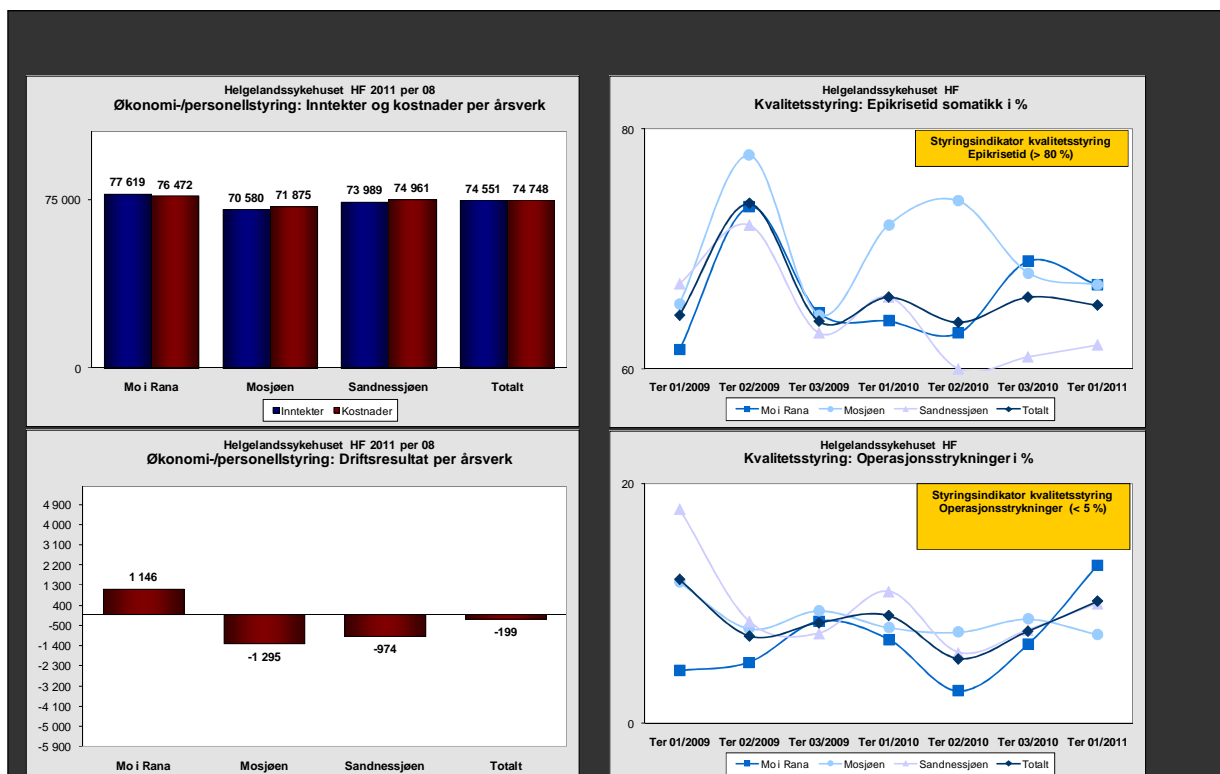 Helgelandssykehuset HF 2011 per 08
Økonomi-/personellstyring: Inntekter og kostnader per årsverk
77 619
76 472
70 580
71 875
73 989
74 961
74 551
74 748
75 000
0
Mo i Rana
Mosjøen
Sandnessjøen
Totalt
Inntekter
Kostnader
Helgelandssykehuset HF
Kvalitetsstyring: Epikrisetid somatikk i %
80
60
Styringsindikator kvalitetsstyring
Epikrisetid (> 80 %)
Ter 01/2009
Ter 02/2009
Ter 03/2009
Ter 01/2010
Ter 02/2010
Ter 03/2010
Ter 01/2011
Mo i Rana
Mosjøen
Sandnessjøen
Totalt
Helgelandssykehuset HF 2011 per 08
Økonomi-/personellstyring: Driftsresultat per årsverk
4 900
4 000
3 100
2 200
1 300
400
-500
-1 400
-2 300
-3 200
-4 100
-5 000
-5 900
1 146
-1 295
-974
-199
Mo i Rana
Mosjøen
Sandnessjøen
Totalt
Helgelandssykehuset HF
Kvalitetsstyring: Operasjonsstrykninger i %
20
0
Styringsindikator kvalitetsstyring
Operasjonsstrykninger (< 5 %)
Ter 01/2009
Ter 02/2009
Ter 03/2009
Ter 01/2010
Ter 02/2010
Ter 03/2010
Ter 01/2011
Mo i Rana
Mosjøen
Sandnessjøen
Totalt